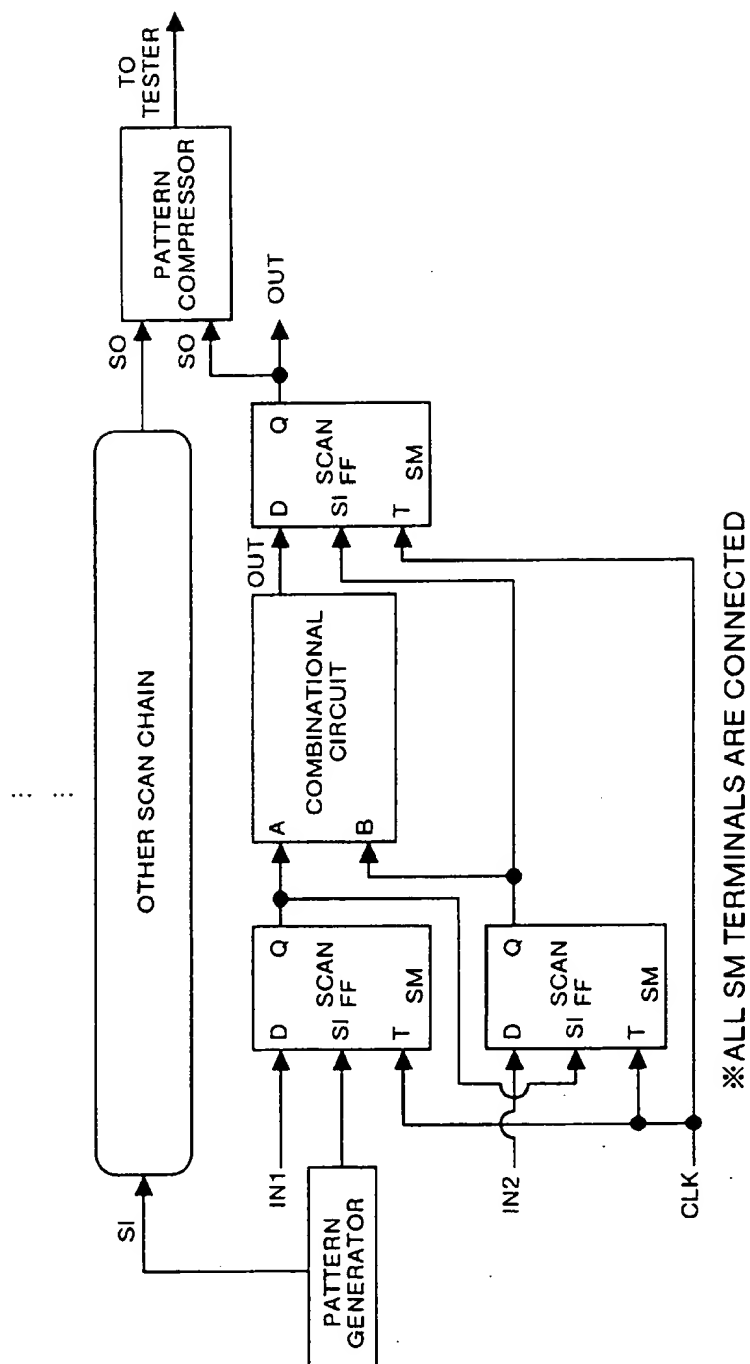 TO
TESTER
PATTERN
COMPRESSOR
SO
SO
OUT
OTHER SCAN CHAIN
SI
PATTERN
GENERATOR
IN1
IN2
CLK
D
Q
SI
SCAN
FF
T
SM
D
Q
SI
SCAN
FF
T
SM
A
B
COMBINATIONAL
CIRCUIT
OUT
D
Q
SI
SCAN
FF
T
SM
※ALL SM TERMINALS ARE CONNECTED